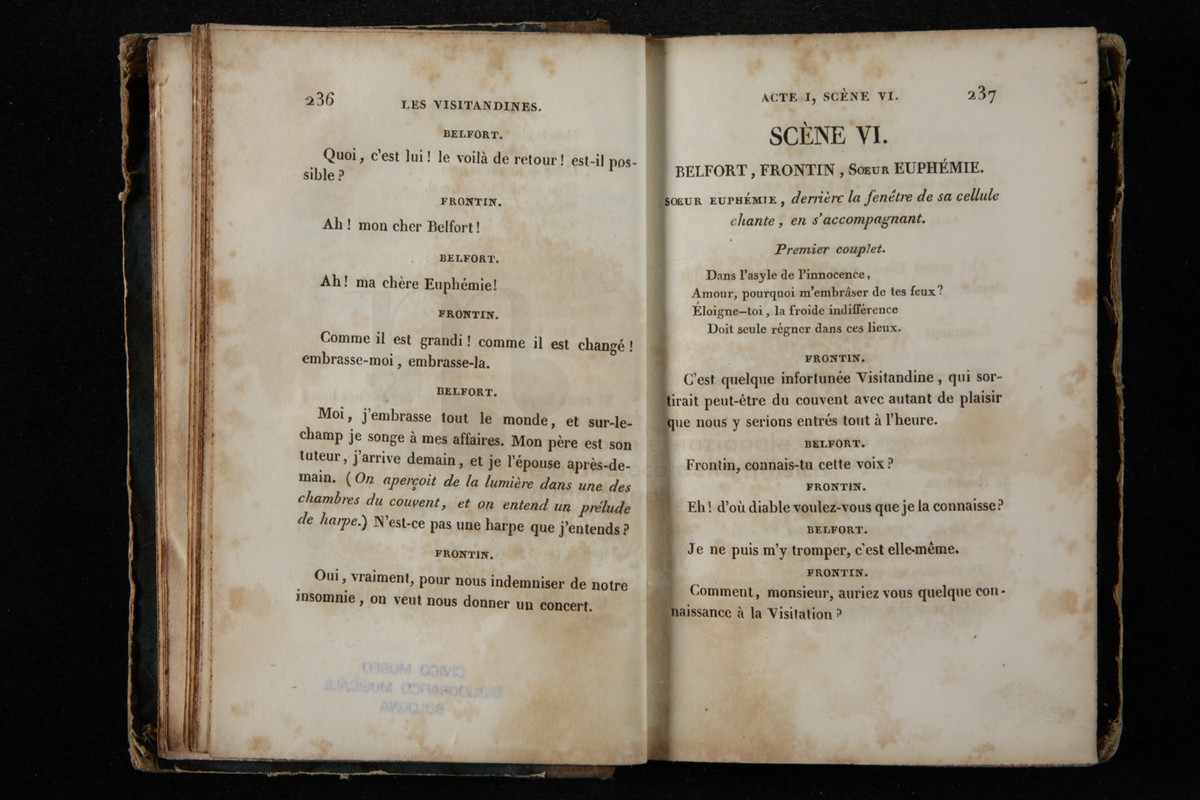 236
LES VISITANDINES.
BELFORT.
Quoi, c'est lui! le voilà de retour! est-il pos-
sible?
FRONTIN.
Ah! mon cher Belfort!
BELFORT.
Ah! ma chère Euphémie!
FRONTIN.
Comme il est grandi! comme il est changé!
embrasse-moi, embrasse-la.
BELFORT.
Moi, j'embrasse tout le monde, et sur-le-
champ je songe à mes affaires. Mon père est son
tuteur, j'arrive demain, et je l'épouse après-de-
main. (On aperçoit de la lumière dans une des
chambres du couvent, et on entend un prélude
de harpe.) N'est-ce pas une harpe que j'entends?
FRONTIN.
Oui, vraiment, pour nous indemniser de notre
insomnie, on veut nous donner un concert.
CIVICO MUSEO
BIBLIOGRAFICO MUSICALE
BOLOGNA
ACTE I, SCÈNE VI.
237
SCÈNE VI.
BELFORT, FRONTIN, SOEUR EUPHÉMIE.
SOEUR EUPHÉMIE, derrière la fenêtre de sa cellule
chante, en s'accompagnant.
Premier couplet.
Dans l'asyle de l'innocence,
Amour, pourquoi m'embrâser de tes feux?
Éloigne-toi, la froide indifférence
Doit seule régner dans ces lieux.
FRONTIN.
C'est quelque infortunée Visitandine, qui sor-
tirait peut-être du couvent avec autant de plaisir
que nous y serions entrés tout à l'heure.
BELFORT.
Frontin, connais-tu cette voix?
FRONTIN.
Eh! d'où diable voulez-vous que je la connaisse?
BELFORT.
Je ne puis m'y tromper, c'est elle-même.
FRONTIN.
Comment, monsieur, auriez vous quelque con-
naissance à la Visitation?